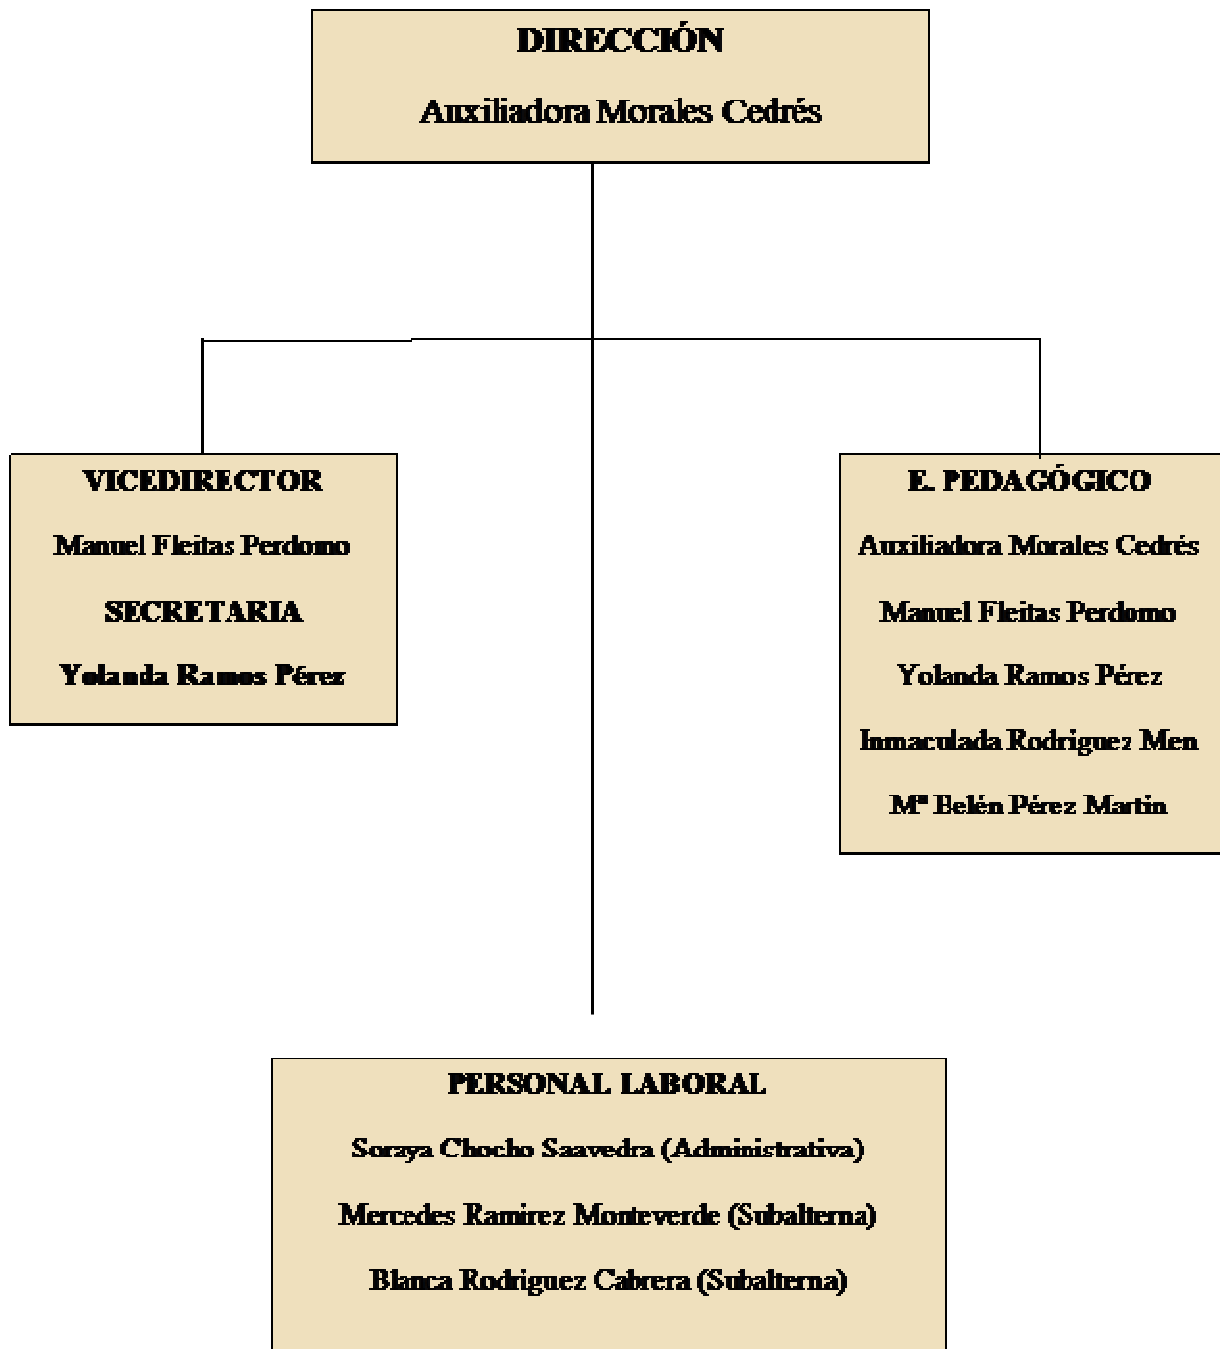 DIRECCIÓN
Auxiliadora Morales Cedrés
VICEDIRECTOR
Manuel Fleitas Perdomo
SECRETARIA
Yolanda Ramos Pérez
E. PEDAGÓGICO
Auxiliadora Morales Cedrés
Manuel Fleitas Perdomo
Yolanda Ramos Pérez
Inmaculada Rodriguez Men
Mª Belén Pérez Martin
PERSONAL LABORAL
Soraya Chocho Saavedra (Administrativa)
Mercedes Ramirez Monteverde (Subalterna)
Blanca Rodriguez Cabrera (Subalterna)